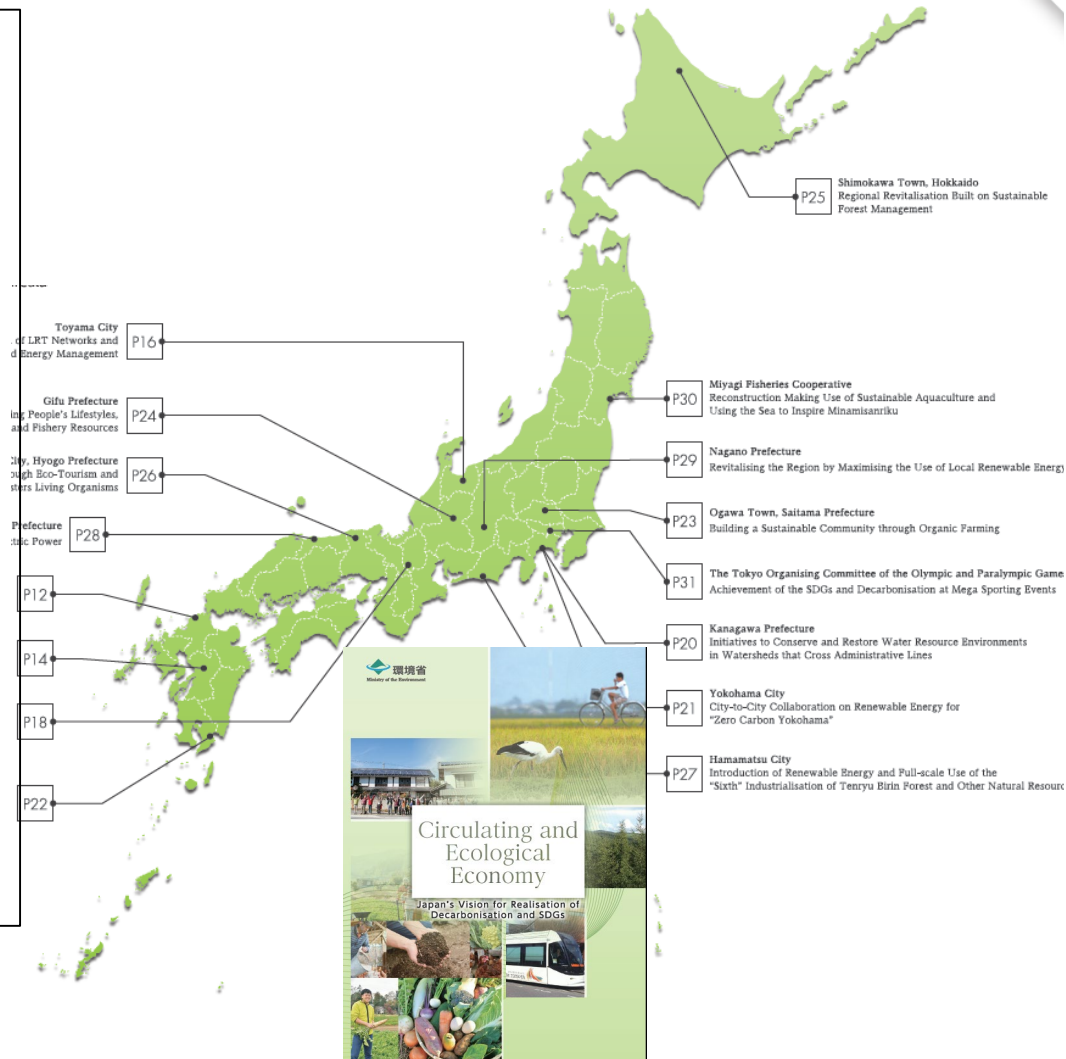 P25
Shimokawa Town, Hokkaido
Regional Revitalisation Built on Sustainable
Forest Management
Toyama City
of LRT Networks and
Energy Management
P16
Gifu Prefecture
People's Lifestyles,
and Fishery Resources
P24
City, Hyogo Prefecture
Eco-Tourism and
Living Organisms
P26
Prefecture
Power
P28
P12
P14
P18
P22
P30
Miyagi Fisheries Cooperative
Reconstruction Making Use of Sustainable Aquaculture and
Using the Sea to Inspire Minamisanriku
P29
Nagano Prefecture
Revitalising the Region by Maximising the Use of Local Renewable Energy
P23
Ogawa Town, Saitama Prefecture
Building a Sustainable Community through Organic Farming
P31
The Tokyo Organising Committee of the Olympic and Paralympic Game
Achievement of the SDGs and Decarbonisation at Mega Sporting Events
P20
Kanagawa Prefecture
Initiatives to Conserve and Restore Water Resource Environments
in Watersheds that Cross Administrative Lines
P21
Yokohama City
City-to-City Collaboration on Renewable Energy for
"Zero Carbon Yokohama"
P27
Hamamatsu City
Introduction of Renewable Energy and Full-scale Use of the
"Sixth" Industrialisation of Tenryu Birin Forest and Other Natural Resourc
環境省
Ministry of the Environment
Circulating and
Ecological
Economy
Japan's Vision for Realisation of
Decarbonisation and SDGs